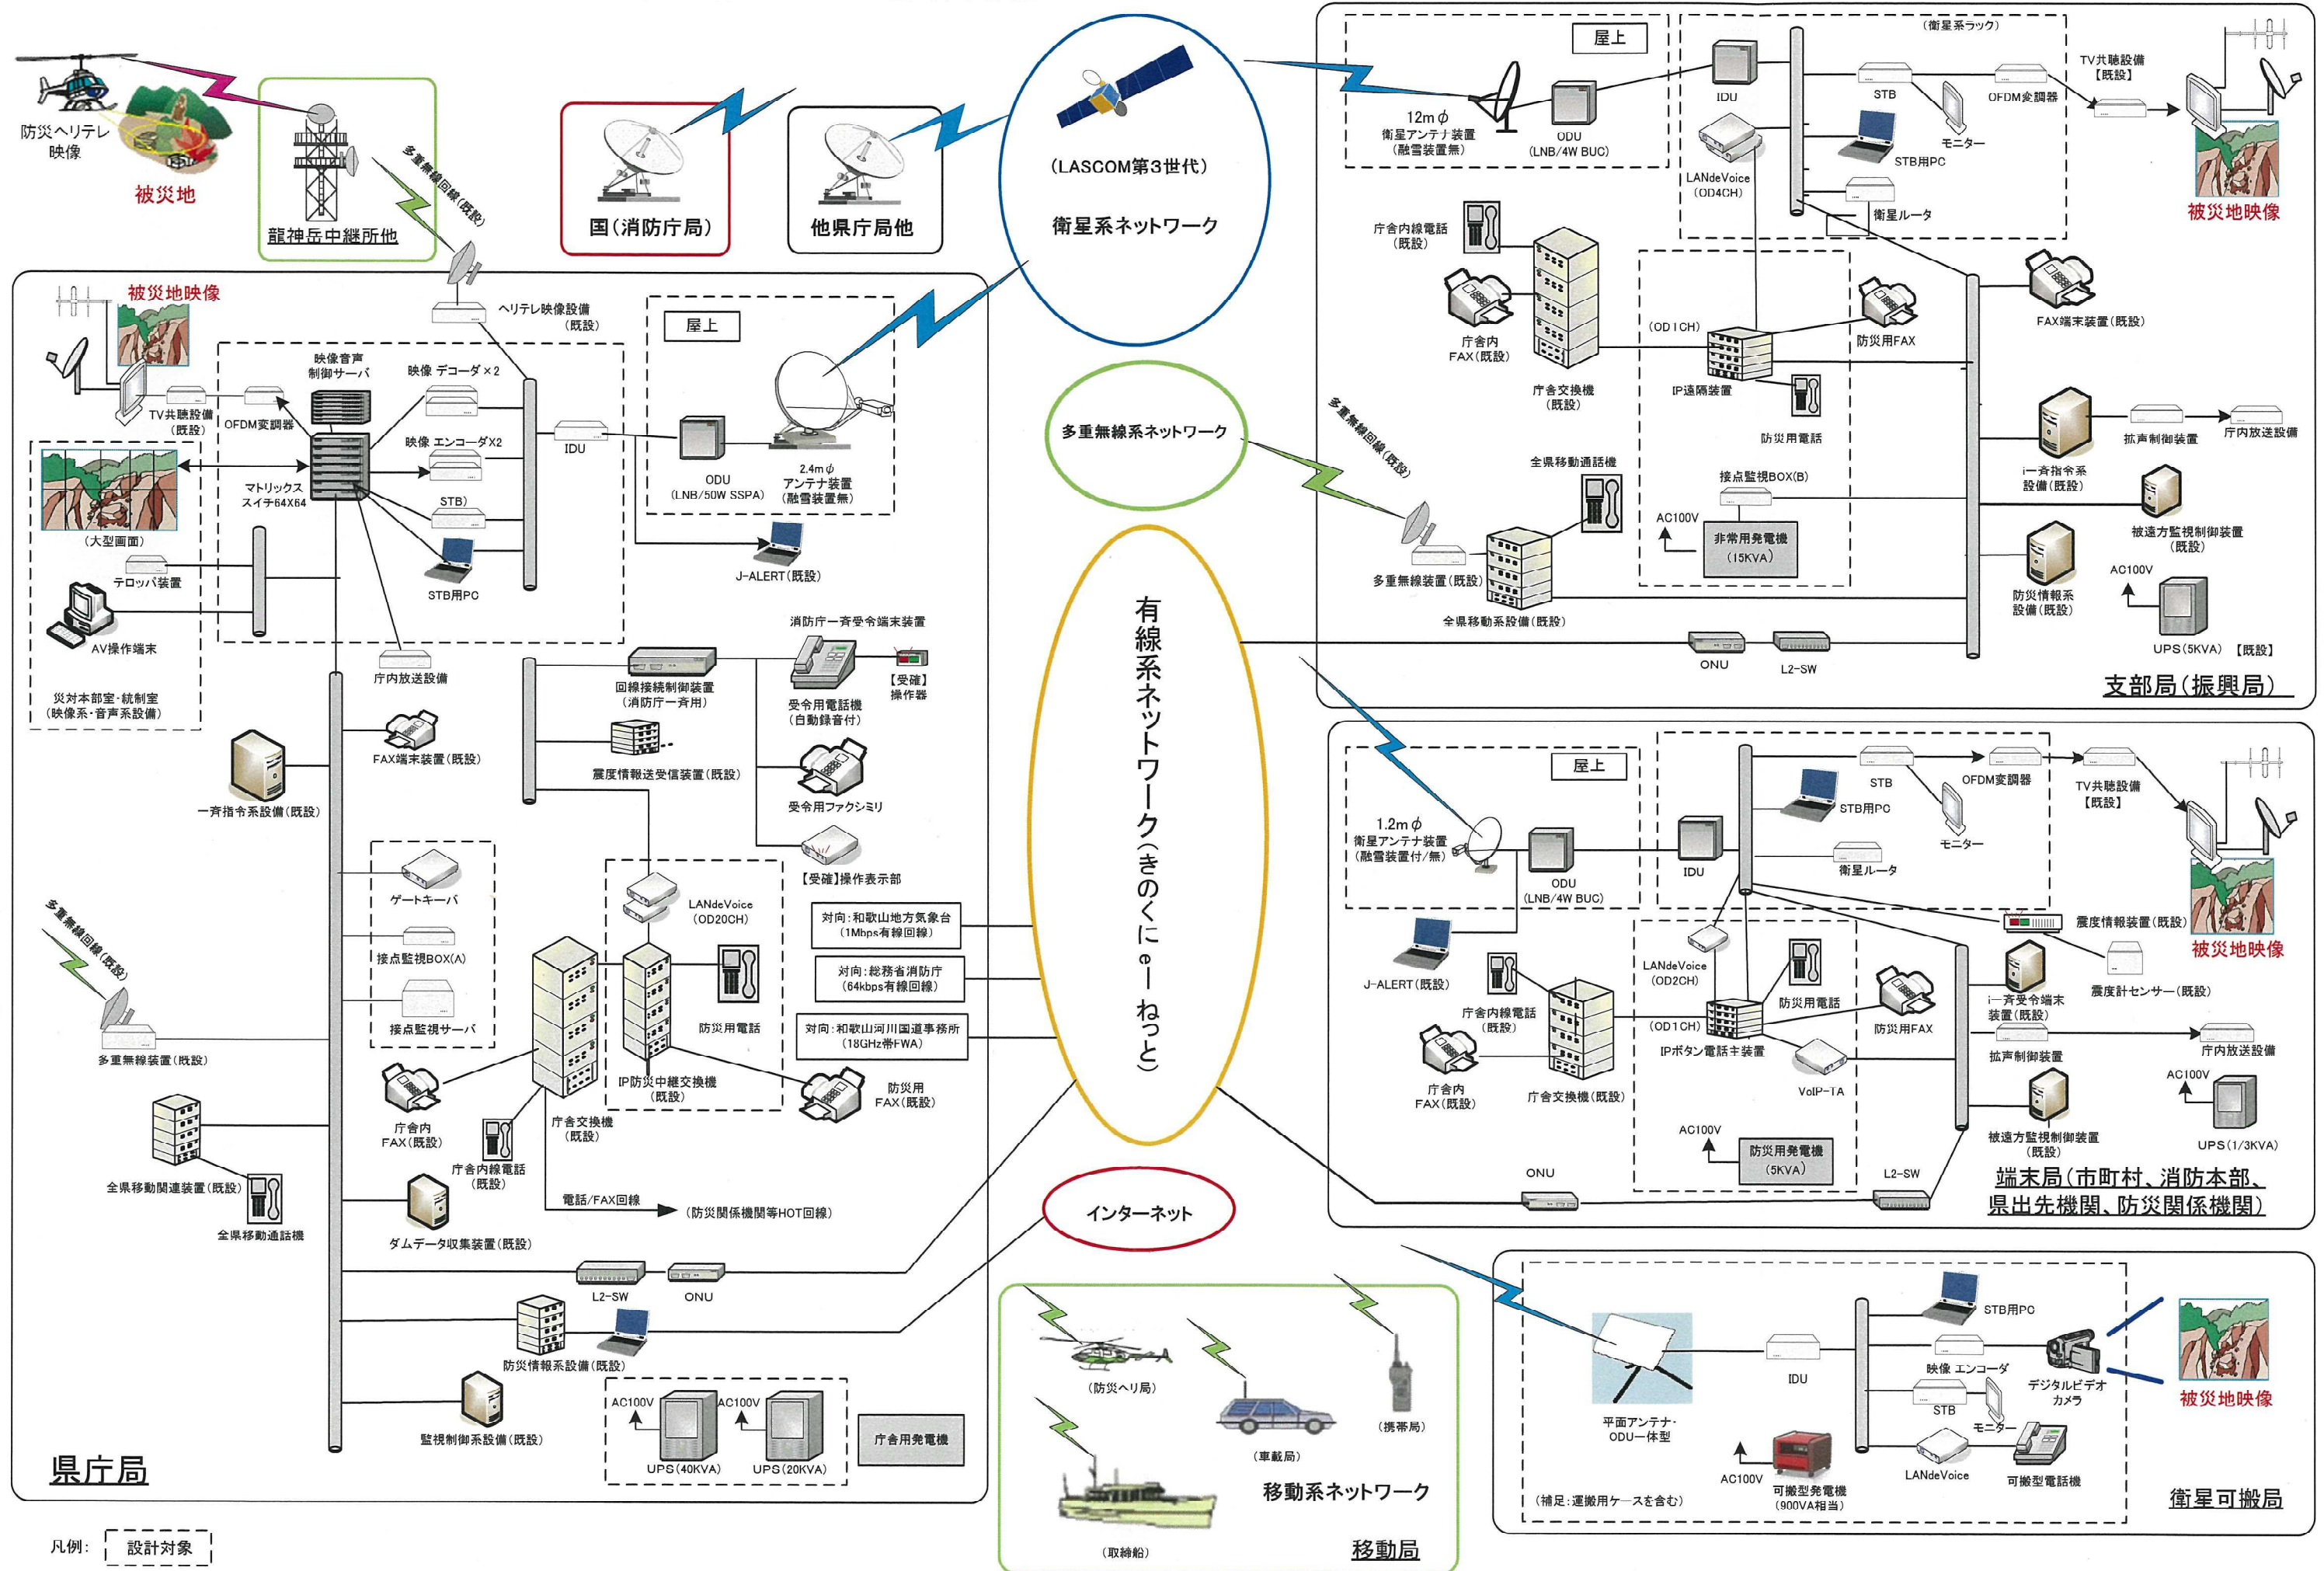 防災ヘリテレ
映像
被災地
龍神岳中継所他
多重無線回線(既設)
国(消防庁局)
他県庁局他
(LASCOM第3世代)
衛星系ネットワーク
多重無線系ネットワーク
有線系ネットワーク(きのくにeーねっと)
インターネット
被災地映像
ヘリテレ映像設備
(既設)
屋上
映像音声
制御サーバ
映像 デコーダ×2
TV共聴設備
(既設)
OFDM変調器
映像 エンコーダX2
IDU
ODU
(LNB/50W SSPA)
2.4mφ
アンテナ装置
(融雪装置無)
マトリックス
スイチ64X64
STB)
(大型画面)
テロッパ装置
STB用PC
J-ALERT(既設)
AV操作端末
庁内放送設備
災対本部室・統制室
(映像系・音声系設備)
消防庁一斉受令端末装置
回線接続制御装置
(消防庁一斉用)
受令用電話機
(自動録音付)
【受確】
操作器
FAX端末装置(既設)
震度情報送受信装置(既設)
受令用ファクシミリ
一斉指令系設備(既設)
【受確】操作表示部
ゲートキーパ
LANdeVoice
(OD20CH)
接点監視BOX(A)
接点監視サーバ
対向:和歌山地方気象台
(1Mbps有線回線)
対向:総務省消防庁
(64kbps有線回線)
対向:和歌山河川国道事務所
(18GHz帯FWA)
多重無線回線(既設)
多重無線装置(既設)
防災用電話
IP防災中継交換機
(既設)
防災用
FAX(既設)
庁舎内
FAX(既設)
庁舎交換機
(既設)
庁舎内線電話
(既設)
全県移動関連装置(既設)
全県移動通話機
電話/FAX回線
(防災関係機関等HOT回線)
ダムデータ収集装置(既設)
L2-SW
ONU
防災情報系設備(既設)
監視制御系設備(既設)
AC100V
AC100V
UPS(40KVA)
UPS(20KVA)
庁舎用発電機
県庁局
凡例:
設計対象
(防災ヘリ局)
(携帯局)
(車載局)
移動系ネットワーク
(取締船)
移動局
屋上
12mφ
衛星アンテナ装置
(融雪装置無)
ODU
(LNB/4W BUC)
(衛星系ラック)
IDU
STB
OFDM変調器
モニター
TV共聴設備
【既設】
STB用PC
LANdeVoice
(OD4CH)
衛星ルータ
被災地映像
庁舎内線電話
(既設)
庁舎内
FAX(既設)
庁舎交換機
(既設)
(OD1CH)
IP遠隔装置
防災用FAX
FAX端末装置(既設)
防災用電話
拡声制御装置
庁内放送設備
i一斉指令系
設備(既設)
多重無線回線(既設)
全県移動通話機
接点監視BOX(B)
AC100V
非常用発電機
(15KVA)
被遠方監視制御装置
(既設)
多重無線装置(既設)
全県移動系設備(既設)
防災情報系
設備(既設)
AC100V
UPS(5KVA) 【既設】
ONU
L2-SW
支部局(振興局)
屋上
1.2mφ
衛星アンテナ装置
(融雪装置付/無)
ODU
(LNB/4W BUC)
IDU
STB
OFDM変調器
TV共聴設備
【既設】
STB用PC
モニター
衛星ルータ
被災地映像
J-ALERT(既設)
震度情報装置(既設)
震度計センサー(既設)
LANdeVoice
(OD2CH)
防災用電話
庁舎内線電話
(既設)
(OD1CH)
IPボタン電話主装置
防災用FAX
i一斉受令端末
装置(既設)
拡声制御装置
庁内放送設備
庁舎内
FAX(既設)
庁舎交換機(既設)
VoIP-TA
AC100V
防災用発電機
(5KVA)
被遠方監視制御装置
(既設)
AC100V
UPS(1/3KVA)
ONU
L2-SW
端末局(市町村、消防本部、
県出先機関、防災関係機関)
STB用PC
IDU
映像 エンコーダ
デジタルビデオ
カメラ
STB
モニター
平面アンテナ・
ODU一体型
AC100V
可搬型発電機
(900VA相当)
LANdeVoice
可搬型電話機
(補足:運搬用ケースを含む)
被災地映像
衛星可搬局